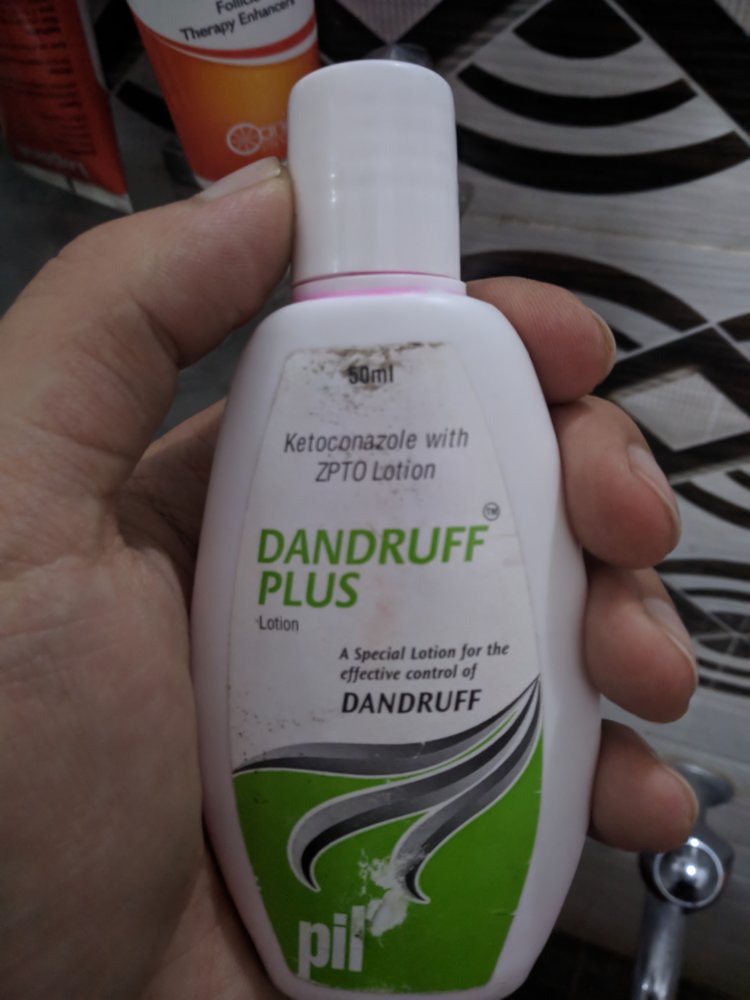 Therapy Enhancer
50ml
Ketoconazole with
ZPTO Lotion
TM
DANDRUFF
PLUS
Lotion
A Special Lotion for the
effective control of
DANDRUFF
pil